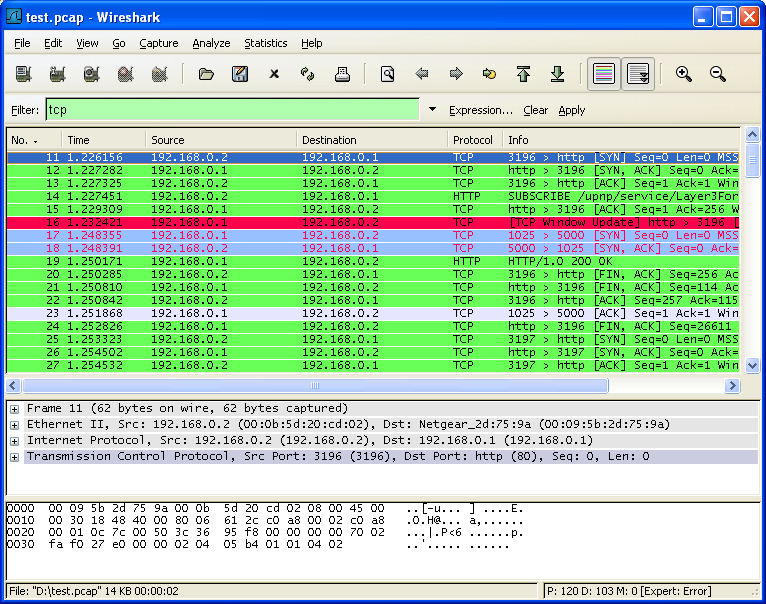 test.pcap - Wireshark
File Edit View Go Capture Analyze Statistics Help
Filter: tcp Expression... Clear Apply
No. . Time Source Destination Protocol Info
11 1.226156 192.168.0.2 192.168.0.1 TCP 3196 > http [SYN] Seq=0 Len=0 MSS
12 1.227282 192.168.0.1 192.168.0.2 TCP http > 3196 [SYN, ACK] Seq=0 Ack=
13 1.227325 192.168.0.2 192.168.0.1 TCP 3196 > http [ACK] Seq=1 Ack=1 Win
14 1.227451 192.168.0.2 192.168.0.1 HTTP SUBSCRIBE /upnp/service/Layer3For
15 1.229309 192.168.0.1 192.168.0.2 TCP http > 3196 [ACK] Seq=1 Ack=256 W
16 1.232421 192.168.0.1 192.168.0.2 TCP [TCP Window Update] http > 3196 [
17 1.248355 192.168.0.1 192.168.0.2 TCP 1025 > 5000 [SYN] Seq=0 Len=0 MSS
18 1.248391 192.168.0.2 192.168.0.1 TCP 5000 > 1025 [SYN, ACK] Seq=0 Ack=
19 1.250171 192.168.0.1 192.168.0.2 HTTP HTTP/1.0 200 OK
20 1.250285 192.168.0.2 192.168.0.1 TCP 3196 > http [FIN, ACK] Seq=256 Ac
21 1.250810 192.168.0.1 192.168.0.2 TCP http > 3196 [FIN, ACK] Seq=114 Ac
22 1.250842 192.168.0.2 192.168.0.1 TCP 3196 > http [ACK] Seq=257 Ack=115
23 1.251868 192.168.0.1 192.168.0.2 TCP 1025 > 5000 [ACK] Seq=1 Ack=1 Win
24 1.252826 192.168.0.1 192.168.0.2 TCP http > 3196 [FIN, ACK] Seq=26611
25 1.253323 192.168.0.2 192.168.0.1 TCP 3197 > http [SYN] Seq=0 Len=0 MSS
26 1.254502 192.168.0.1 192.168.0.2 TCP http > 3197 [SYN, ACK] Seq=0 Ack=
27 1.254532 192.168.0.2 192.168.0.1 TCP 3197 > http [ACK] Seq=1 Ack=1 Win
Frame 11 (62 bytes on wire, 62 bytes captured)
Ethernet II, Src: 192.168.0.2 (00:0b:5d:20:cd:02), Dst: Netgear_2d:75:9a (00:09:5b:2d:75:9a)
Internet Protocol, Src: 192.168.0.2 (192.168.0.2), Dst: 192.168.0.1 (192.168.0.1)
Transmission Control Protocol, Src Port: 3196 (3196), Dst Port: http (80), Seq: 0, Len: 0
0000 00 09 5b 2d 75 9a 00 0b 5d 20 cd 02 08 00 45 00 ..[-u... ] ....E.
0010 00 30 18 48 40 00 80 06 61 2c c0 a8 00 02 c0 a8 .0.H@... a,......
0020 00 01 0c 7c 00 50 3c 36 95 f8 00 00 00 00 70 02 ...|.P<6 ......p.
0030 fa f0 27 e0 00 00 02 04 05 b4 01 01 04 02 ..'..... ......
File: "D:\test.pcap" 14 KB 00:00:02 P: 120 D: 103 M: 0 [Expert: Error]